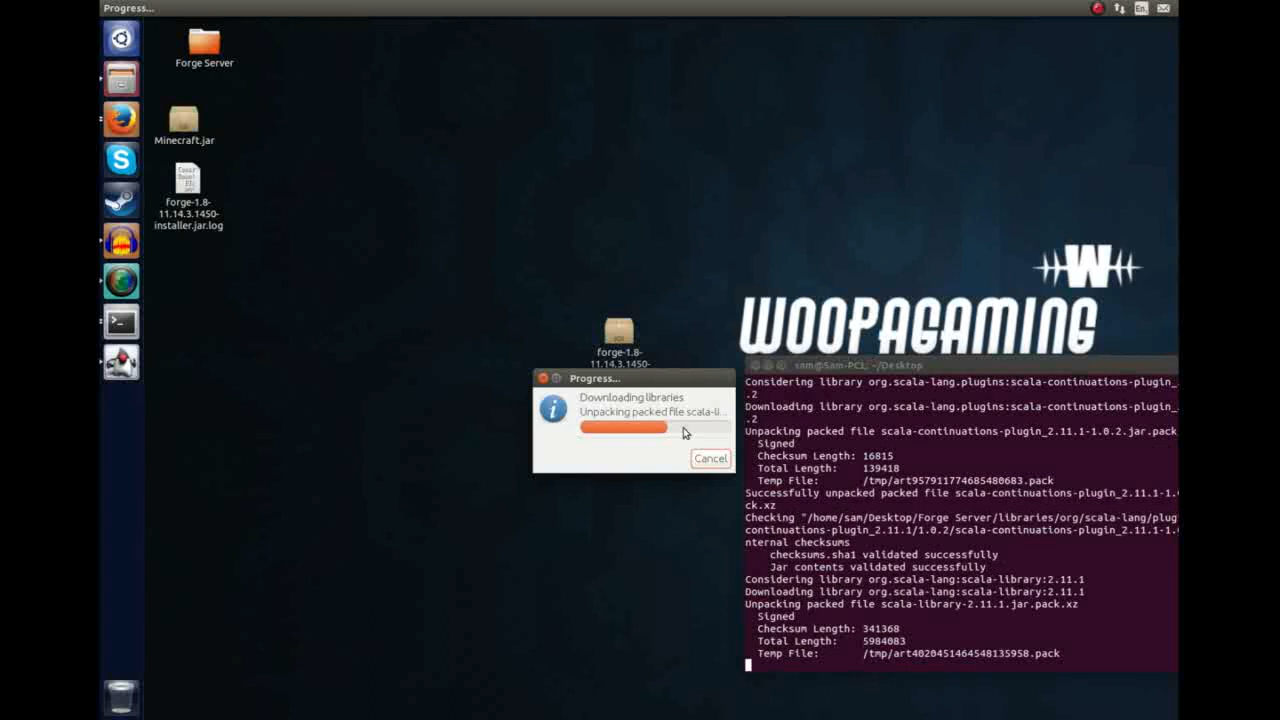 Progress...
En
Forge Server
Minecraft.jar
forge-1.8-
11.14.3.1450-
installer.jar.log
W
WOOPAGAMING
forge-1.8-
11.14.3.1450-
Progress...
Downloading libraries
Unpacking packed file scala-li...
Cancel
sam@Sam-PC: ~/Desktop
Considering library org.scala-lang.plugins:scala-continuations-plugin_
.2
Downloading library org.scala-lang.plugins:scala-continuations-plugin_
.2
Unpacking packed file scala-continuations-plugin_2.11.1-1.0.2.jar.pack
Signed
Checksum Length: 16815
Total Length: 139418
Temp File: /tmp/art957911774685480683.pack
Successfully unpacked packed file scala-continuations-plugin_2.11.1-1.
ck.xz
Checking "/home/sam/Desktop/Forge Server/libraries/org/scala-lang/plug
continuations-plugin_2.11.1/1.0.2/scala-continuations-plugin_2.11.1-1.
nternal checksums
checksums.sha1 validated successfully
Jar contents validated successfully
Considering library org.scala-lang:scala-library:2.11.1
Downloading library org.scala-lang:scala-library:2.11.1
Unpacking packed file scala-library-2.11.1.jar.pack.xz
Signed
Checksum Length: 341368
Total Length: 5984083
Temp File: /tmp/art4020451464548135958.pack